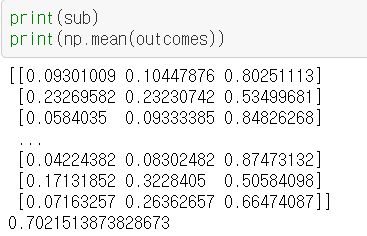 print(sub)
print(np.mean(outcomes))
[[0.09301009 0.10447876 0.80251113]
[0.23269582 0.23230742 0.53499681]
[0.0584035 0.09333385 0.84826268]
...
[0.04224382 0.08302482 0.87473132]
[0.17131852 0.3228405 0.50584098]
[0.07163257 0.26362657 0.66474087]]
0.7021513873828673